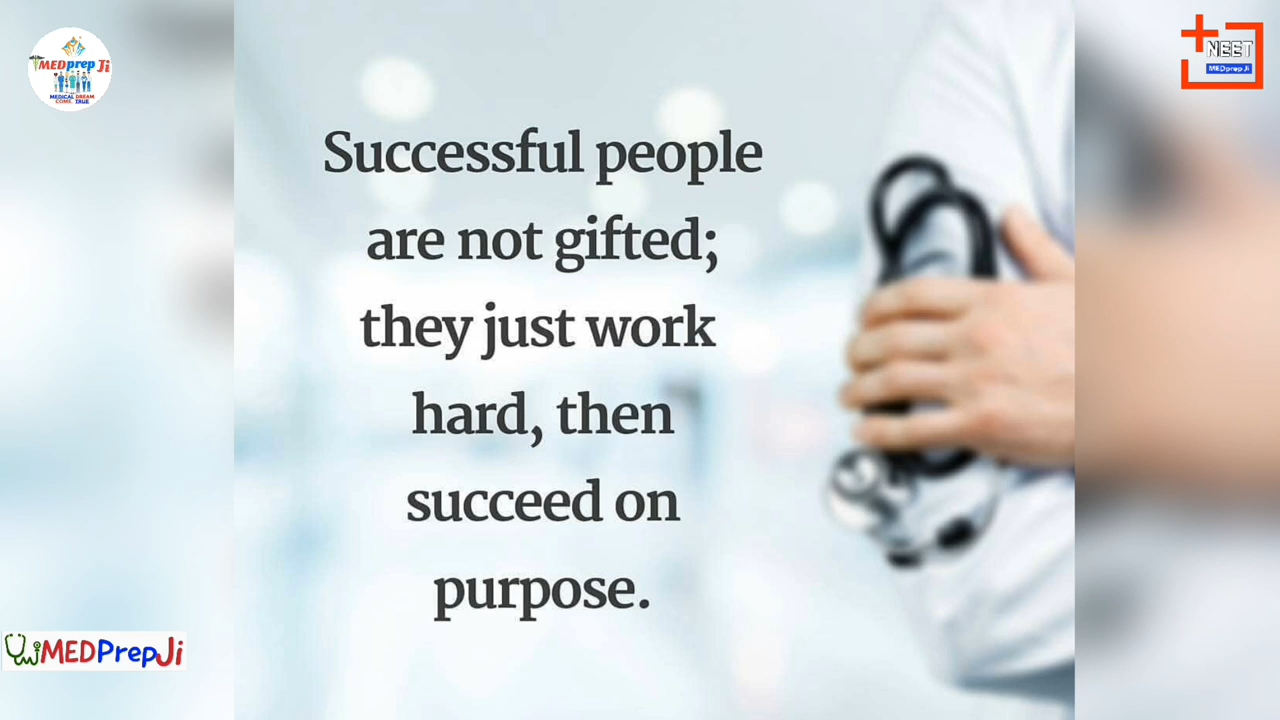 MEDprep Ji
MEDICAL DREAM
COME TRUE
NEET
MEDprep Ji
Successful people
are not gifted;
they just work
hard, then
succeed on
purpose.
MEDPrepJi